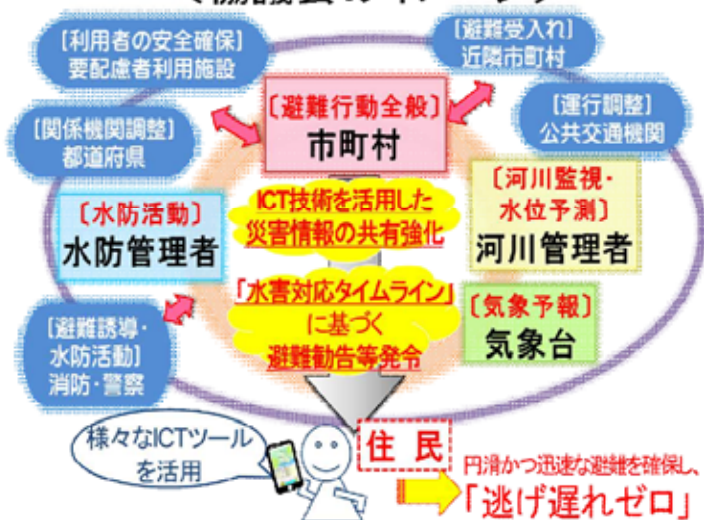 [利用者の安全確保]
要配慮者利用施設
[避難受入れ]
近隣市町村
[関係機関調整]
都道府県
〔避難行動全般〕
市町村
[運行調整]
公共交通機関
〔水防活動〕
水防管理者
ICT技術を活用した
災害情報の共有強化
〔河川監視・
水位予測〕
河川管理者
「水害対応タイムライン」
に基づく
避難勧告等発令
〔気象予報〕
気象台
[避難誘導・
水防活動]
消防・警察
様々なICTツール
を活用
住民
円滑かつ迅速な避難を確保し、
「逃げ遅れゼロ」